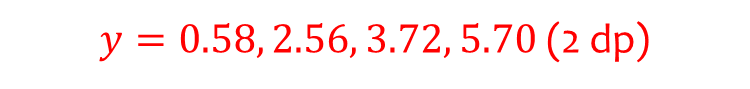 y = 0.58, 2.56, 3.72, 5.70 (2 dp)